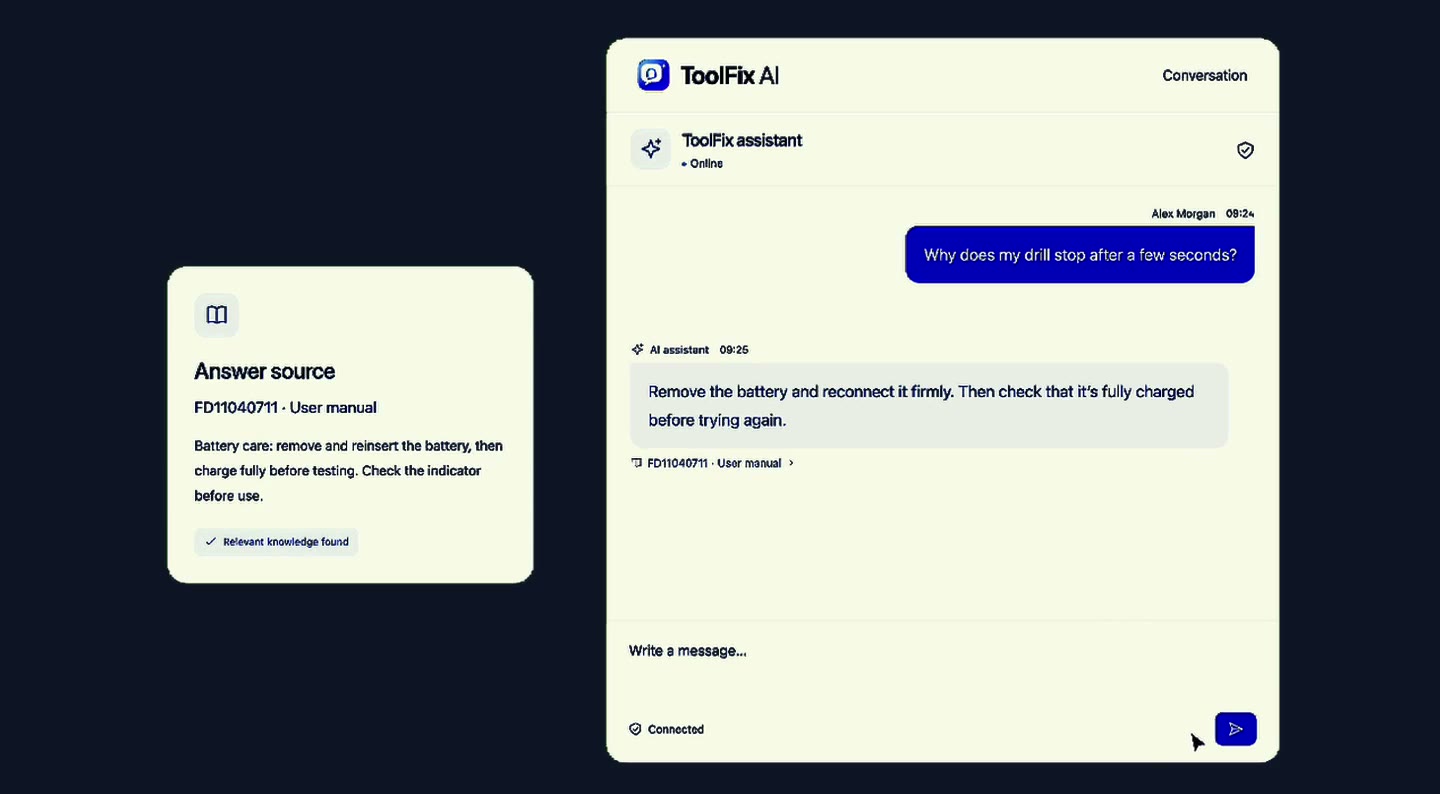 Answer source
FD11040711 · User manual
Battery care: remove and reinsert the battery, then
charge fully before testing. Check the indicator
before use.
Relevant knowledge found
ToolFix AI
Conversation
ToolFix assistant
• Online
Alex Morgan 09:24
Why does my drill stop after a few seconds?
AI assistant 09:25
Remove the battery and reconnect it firmly. Then check that it’s fully charged
before trying again.
FD11040711 · User manual
Write a message...
Connected